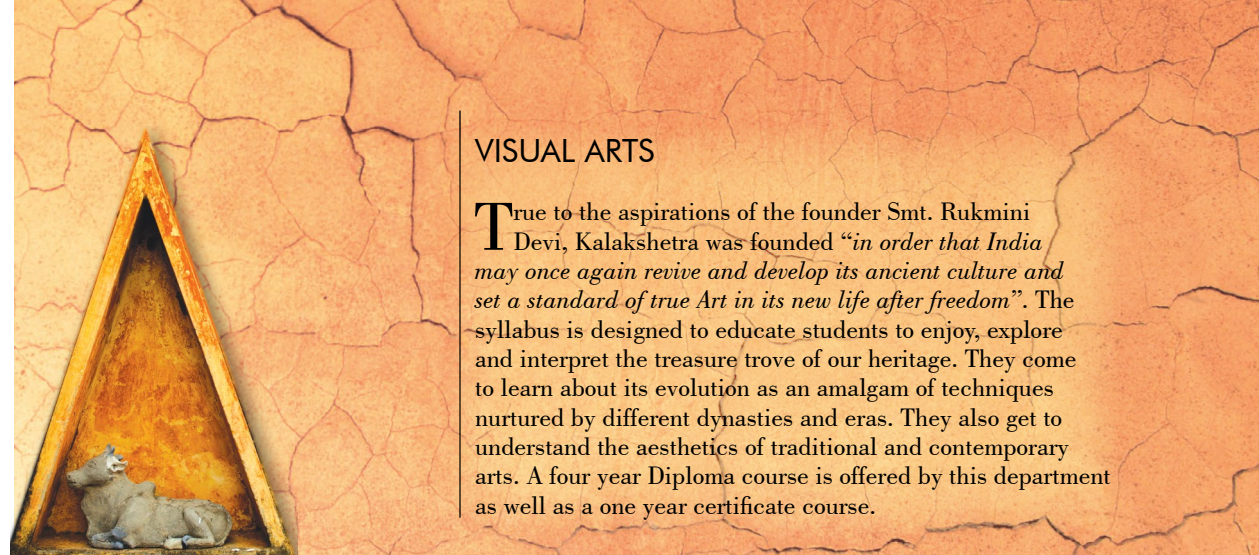 VISUAL ARTS
True to the aspirations of the founder Smt. Rukmini
Devi, Kalakshetra was founded “in order that India
may once again revive and develop its ancient culture and
set a standard of true Art in its new life after freedom”. The
syllabus is designed to educate students to enjoy, explore
and interpret the treasure trove of our heritage. They come
to learn about its evolution as an amalgam of techniques
nurtured by different dynasties and eras. They also get to
understand the aesthetics of traditional and contemporary
arts. A four year Diploma course is offered by this department
as well as a one year certificate course.